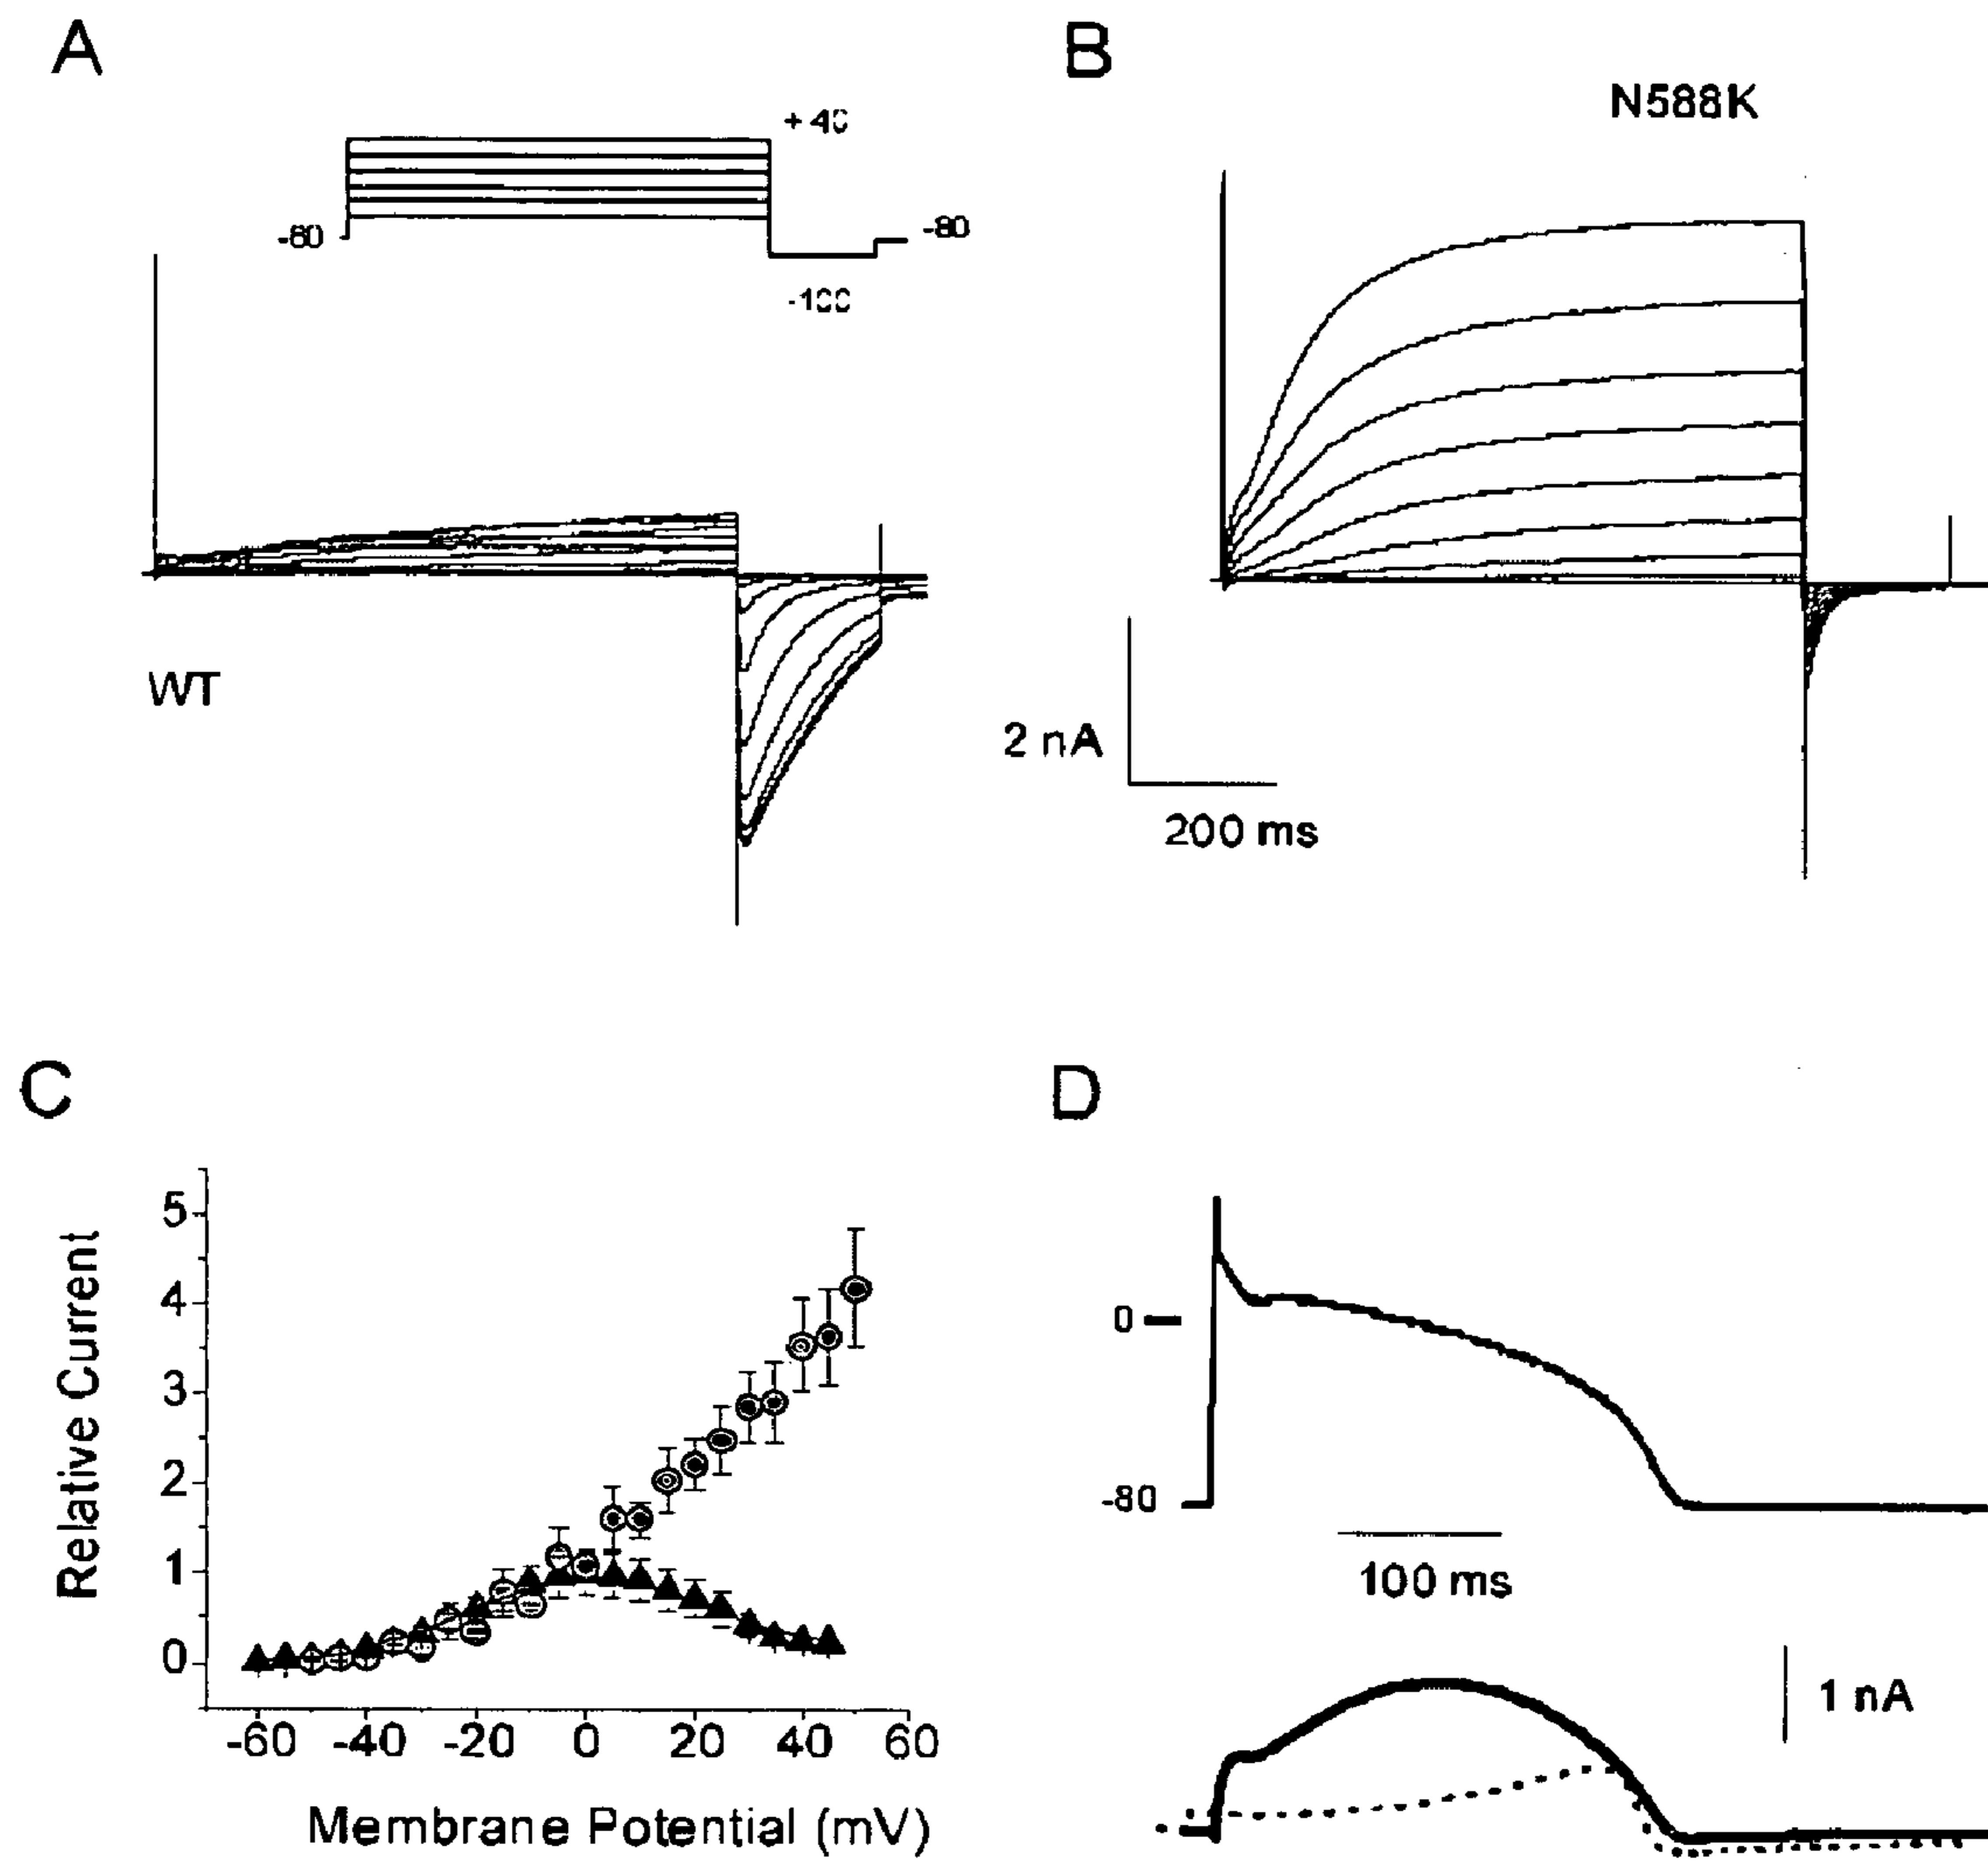 A
B
N588K
+40
-80
-80
-100
WT
2 nA
200 ms
C
D
Relative Current
5
4
3
2
1
0
-60 -40 -20 0 20 40 60
Membrane Potential (mV)
0
-80
100 ms
1 nA